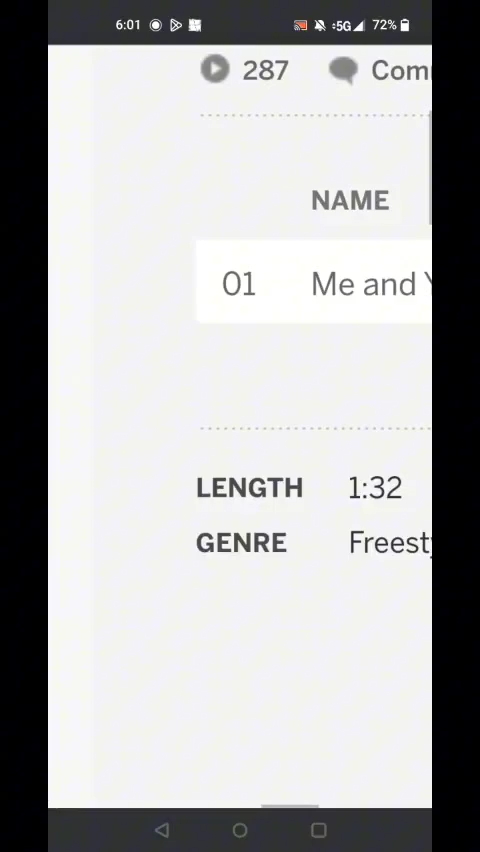 6:01 5G 72%
287 Com
NAME
01 Me and
LENGTH 1:32
GENRE Freest